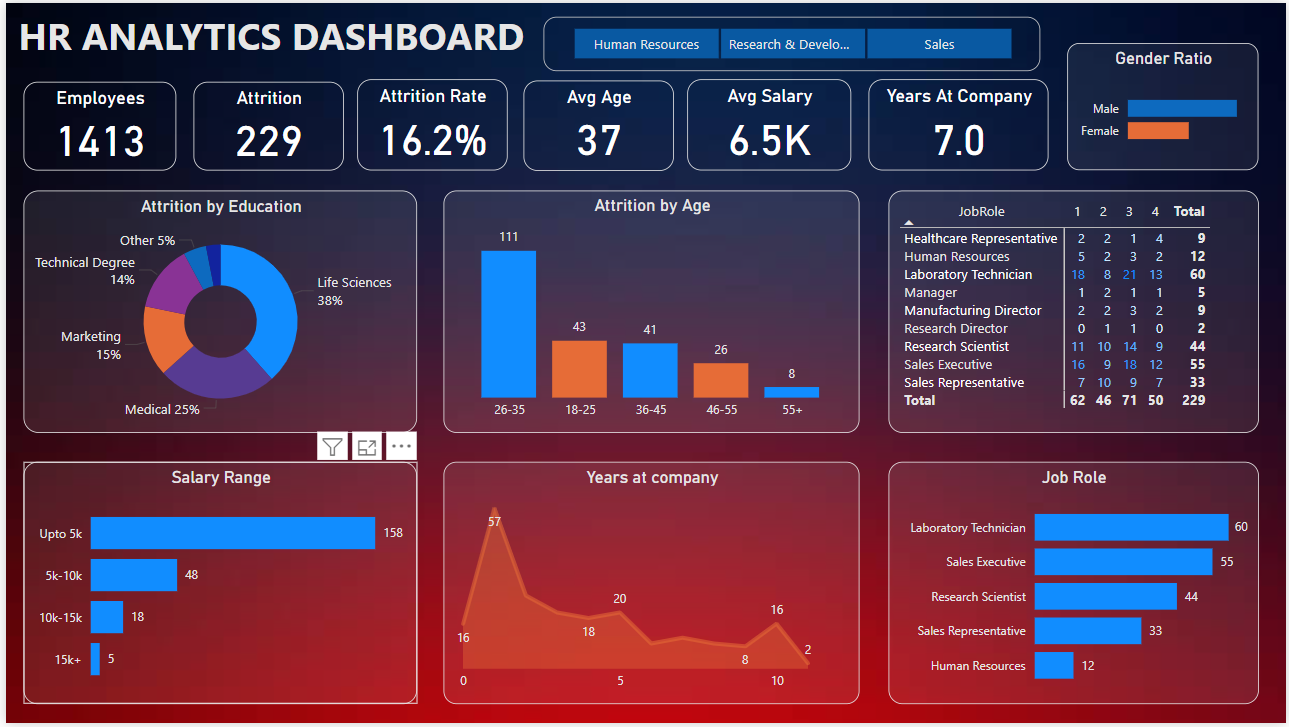 HR ANALYTICS DASHBOARD
Human Resources
Research & Develo...
Sales
Employees
1413
Attrition
229
Attrition Rate
16.2%
Avg Age
37
Avg Salary
6.5K
Years At Company
7.0
Gender Ratio
Male
Female
Attrition by Education
Other 5%
Technical Degree
14%
Life Sciences
38%
Marketing
15%
Medical 25%
Attrition by Age
111
43
41
26
8
26-35 18-25 36-45 46-55 55+
JobRole 1 2 3 4 Total
Healthcare Representative 2 2 1 4 9
Human Resources 5 2 3 2 12
Laboratory Technician 18 8 21 13 60
Manager 1 2 1 1 5
Manufacturing Director 2 2 3 2 9
Research Director 0 1 1 0 2
Research Scientist 11 10 14 9 44
Sales Executive 16 9 18 12 55
Sales Representative 7 10 9 7 33
Total 62 46 71 50 229
Salary Range
Upto 5k 158
5k-10k 48
10k-15k 18
15k+ 5
Years at company
57
20
16
16
18
2
8
0 5 10
Job Role
Laboratory Technician 60
Sales Executive 55
Research Scientist 44
Sales Representative 33
Human Resources 12